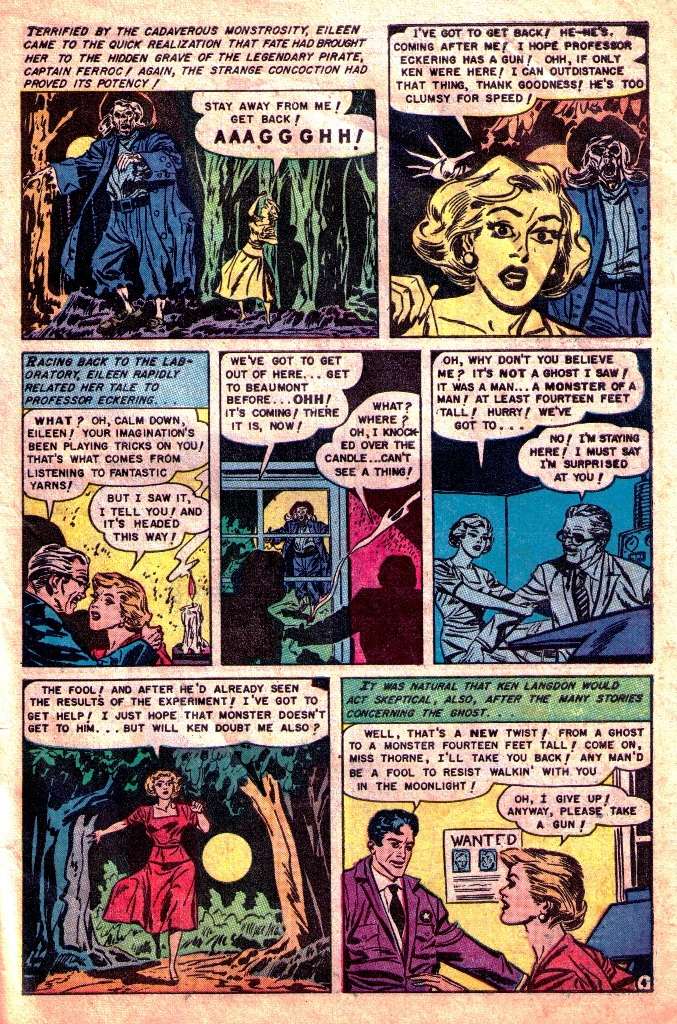 TERRIFIED BY THE CADAVEROUS MONSTROSITY, EILEEN
CAME TO THE QUICK REALIZATION THAT FATE HAD BROUGHT
HER TO THE HIDDEN GRAVE OF THE LEGENDARY PIRATE,
CAPTAIN FERROC! AGAIN, THE STRANGE CONCOCTION HAD
PROVED ITS POTENCY!
STAY AWAY FROM ME!
GET BACK!
AAAGGGHH!
I'VE GOT TO GET BACK! HE-HE'S
COMING AFTER ME! I HOPE PROFESSOR
ECKERING HAS A GUN! OHH, IF ONLY
KEN WERE HERE! I CAN OUTDISTANCE
THAT THING, THANK GOODNESS! HE'S TOO
CLUMSY FOR SPEED!
RACING BACK TO THE LAB-
ORATORY, EILEEN RAPIDLY
RELATED HER TALE TO
PROFESSOR ECKERING...
WHAT? OH, CALM DOWN,
EILEEN! YOUR IMAGINATION'S
BEEN PLAYING TRICKS ON YOU!
THAT'S WHAT COMES FROM
LISTENING TO FANTASTIC
YARNS!
BUT I SAW IT,
I TELL YOU! AND
IT'S HEADED
THIS WAY!
WE'VE GOT TO GET
OUT OF HERE... GET
TO BEAUMONT
BEFORE...OHH!
IT'S COMING! THERE
IT IS, NOW!
WHAT?
WHERE?
OH, I KNOCK-
ED OVER THE
CANDLE...CAN'T
SEE A THING!
OH, WHY DON'T YOU BELIEVE
ME? IT'S NOT A GHOST I SAW!
IT WAS A MAN...A MONSTER OF A
MAN! AT LEAST FOURTEEN FEET
TALL! HURRY! WE'VE
GOT TO...
NO! I'M STAYING
HERE! I MUST SAY
I'M SURPRISED
AT YOU!
THE FOOL! AND AFTER HE'D ALREADY SEEN
THE RESULTS OF THE EXPERIMENT! I'VE GOT TO
GET HELP! I JUST HOPE THAT MONSTER DOESN'T
GET TO HIM... BUT WILL KEN DOUBT ME ALSO?
IT WAS NATURAL THAT KEN LANGDON WOULD
ACT SKEPTICAL, ALSO, AFTER THE MANY STORIES
CONCERNING THE GHOST...
WELL, THAT'S A NEW TWIST! FROM A GHOST
TO A MONSTER FOURTEEN FEET TALL! COME ON,
MISS THORNE, I'LL TAKE YOU BACK! ANY MAN'D
BE A FOOL TO RESIST WALKIN' WITH YOU
IN THE MOONLIGHT!
OH, I GIVE UP!
ANYWAY, PLEASE TAKE
A GUN!
WANTED
4